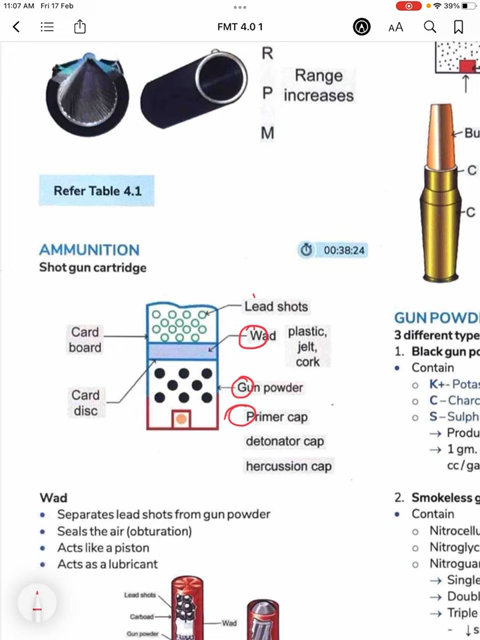 11:07 AM Fri 17 Feb
39%
FMT 4.0 1
AA
R
P
M
Range
increases
Refer Table 4.1
Bu
C
C
AMMUNITION
00:38:24
Shot gun cartridge
Lead shots
Wad
plastic,
jelt,
cork
Card
board
Card
disc
Gun powder
Primer cap
detonator cap
hercussion cap
Wad
• Separates lead shots from gun powder
• Seals the air (obturation)
• Acts like a piston
• Acts as a lubricant
Lead shots
Carboad
Gun powder
Wad
GUN POWD
3 different type
1. Black gun po
• Contain
○ K+- Potas
○ C – Charc
○ S – Sulph
→ Produ
→ 1 gm.
cc/ga
2. Smokeless g
• Contain
○ Nitrocellu
○ Nitroglyc
○ Nitroguar
→ Single
→ Doubl
→ Triple
- ↓s